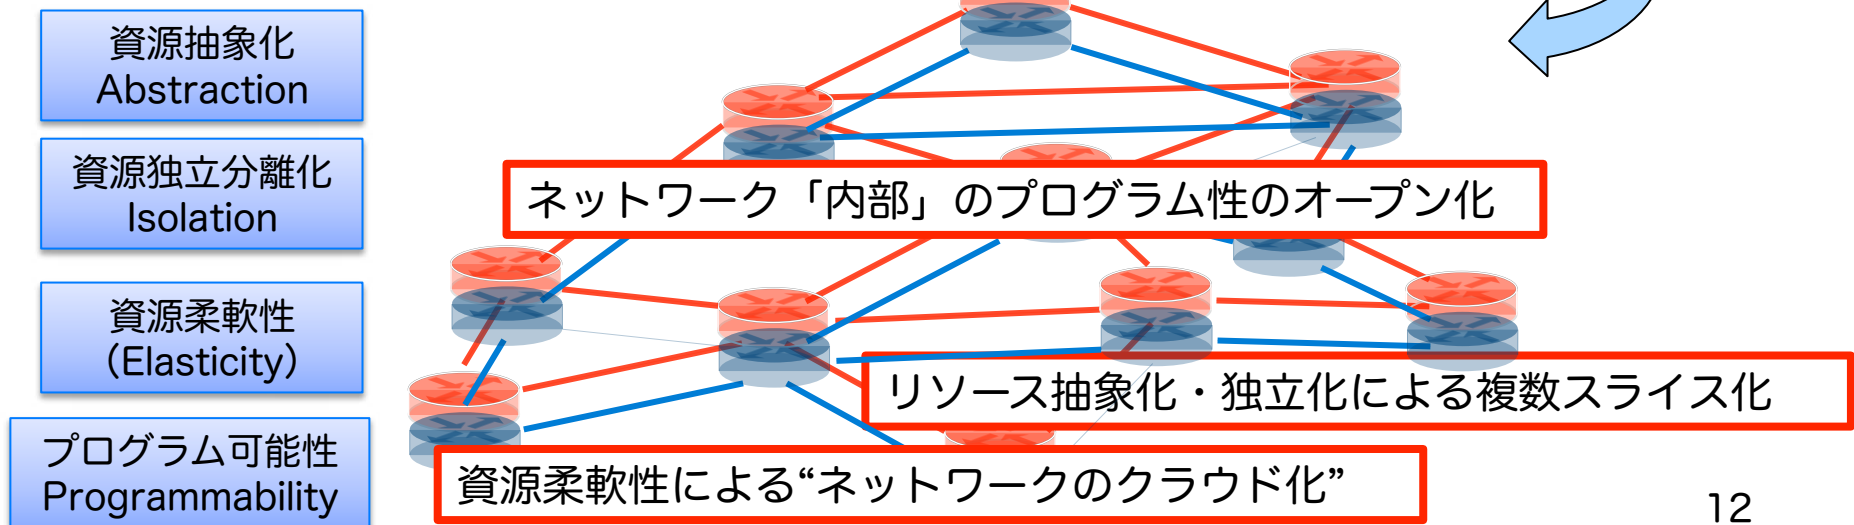 資源抽象化
Abstraction
資源独立分離化
Isolation
資源柔軟性
（Elasticity）
プログラム可能性
Programmability
ネットワーク「内部」のプログラム性のオープン化
リソース抽象化・独立化による複数スライス化
資源柔軟性による“ネットワークのクラウド化”
12